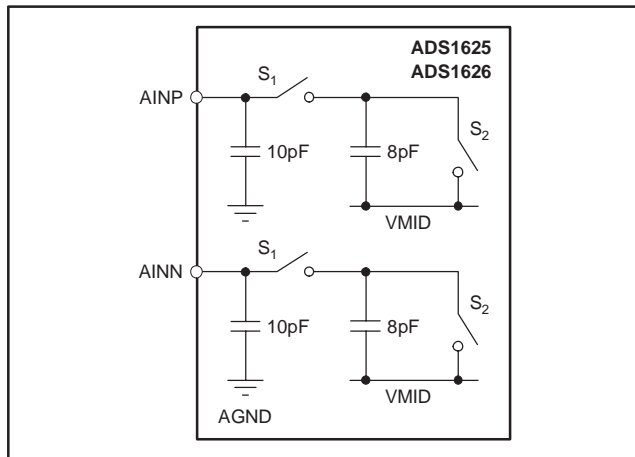 ADS1625
ADS1626
S1
AINP
S2
10pF
8pF
VMID
S1
AINN
S2
10pF
8pF
VMID
AGND